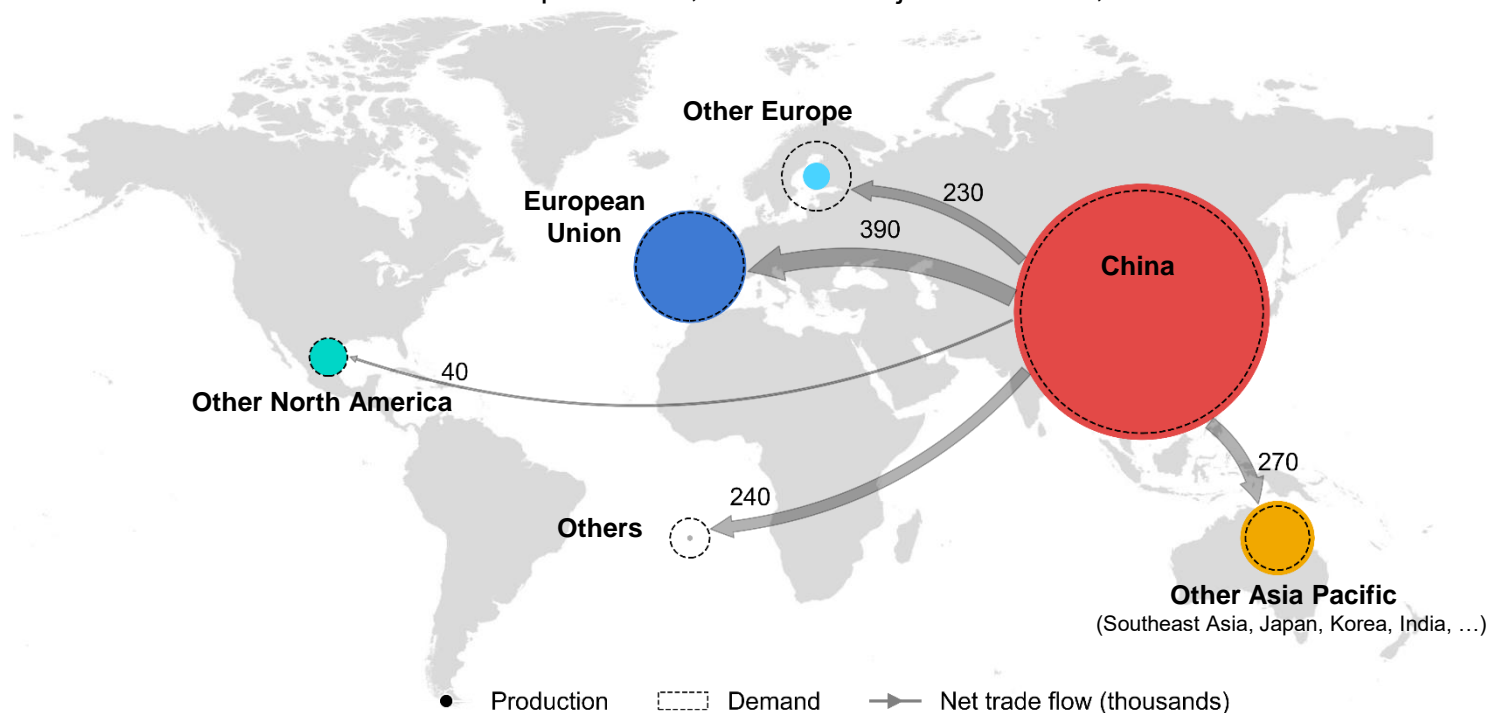 Other Europe
European
Union
230
390
China
40
Other North America
270
240
Others
Other Asia Pacific
(Southeast Asia, Japan, Korea, India, …)
Production
Demand
Net trade flow (thousands)